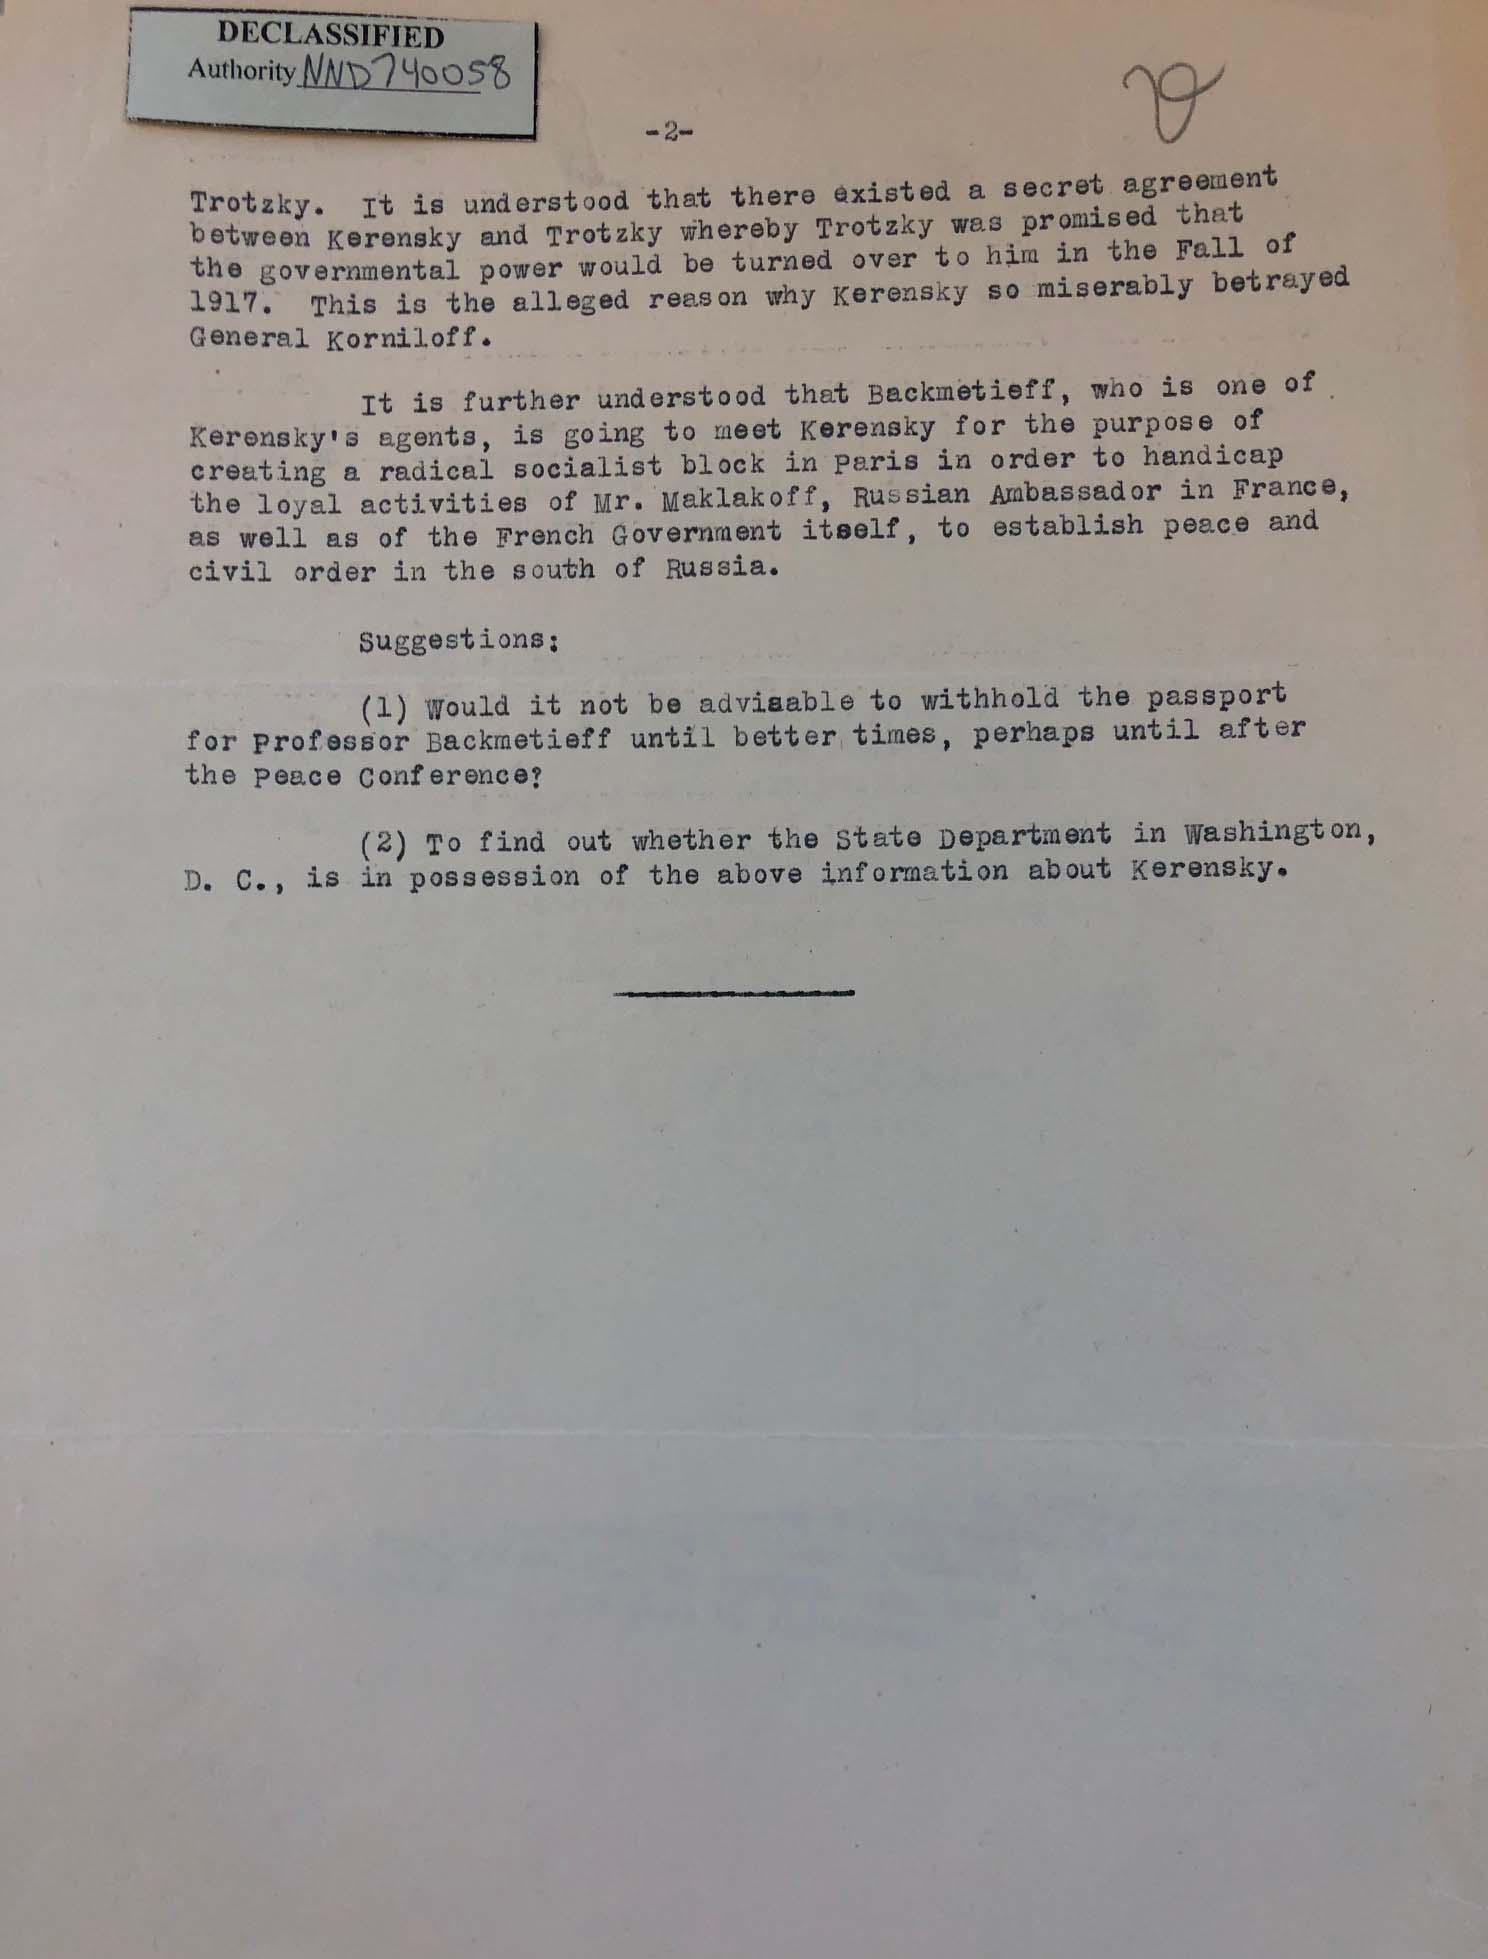 DECLASSIFIED
Authority NND740058
-2-
Trotzky. It is understood that there existed a secret agreement
between Kerensky and Trotzky whereby Trotzky was promised that
the governmental power would be turned over to him in the Fall of
1917. This is the alleged reason why Kerensky so miserably betrayed
General Korniloff.
It is further understood that Backmetieff, who is one of
Kerensky's agents, is going to meet Kerensky for the purpose of
creating a radical socialist block in Paris in order to handicap
the loyal activities of Mr. Maklakoff, Russian Ambassador in France,
as well as of the French Government itself, to establish peace and
civil order in the south of Russia.
Suggestions:
(1) Would it not be advisable to withhold the passport
for Professor Backmetieff until better times, perhaps until after
the Peace Conference?
(2) To find out whether the State Department in Washington,
D. C., is in possession of the above information about Kerensky.